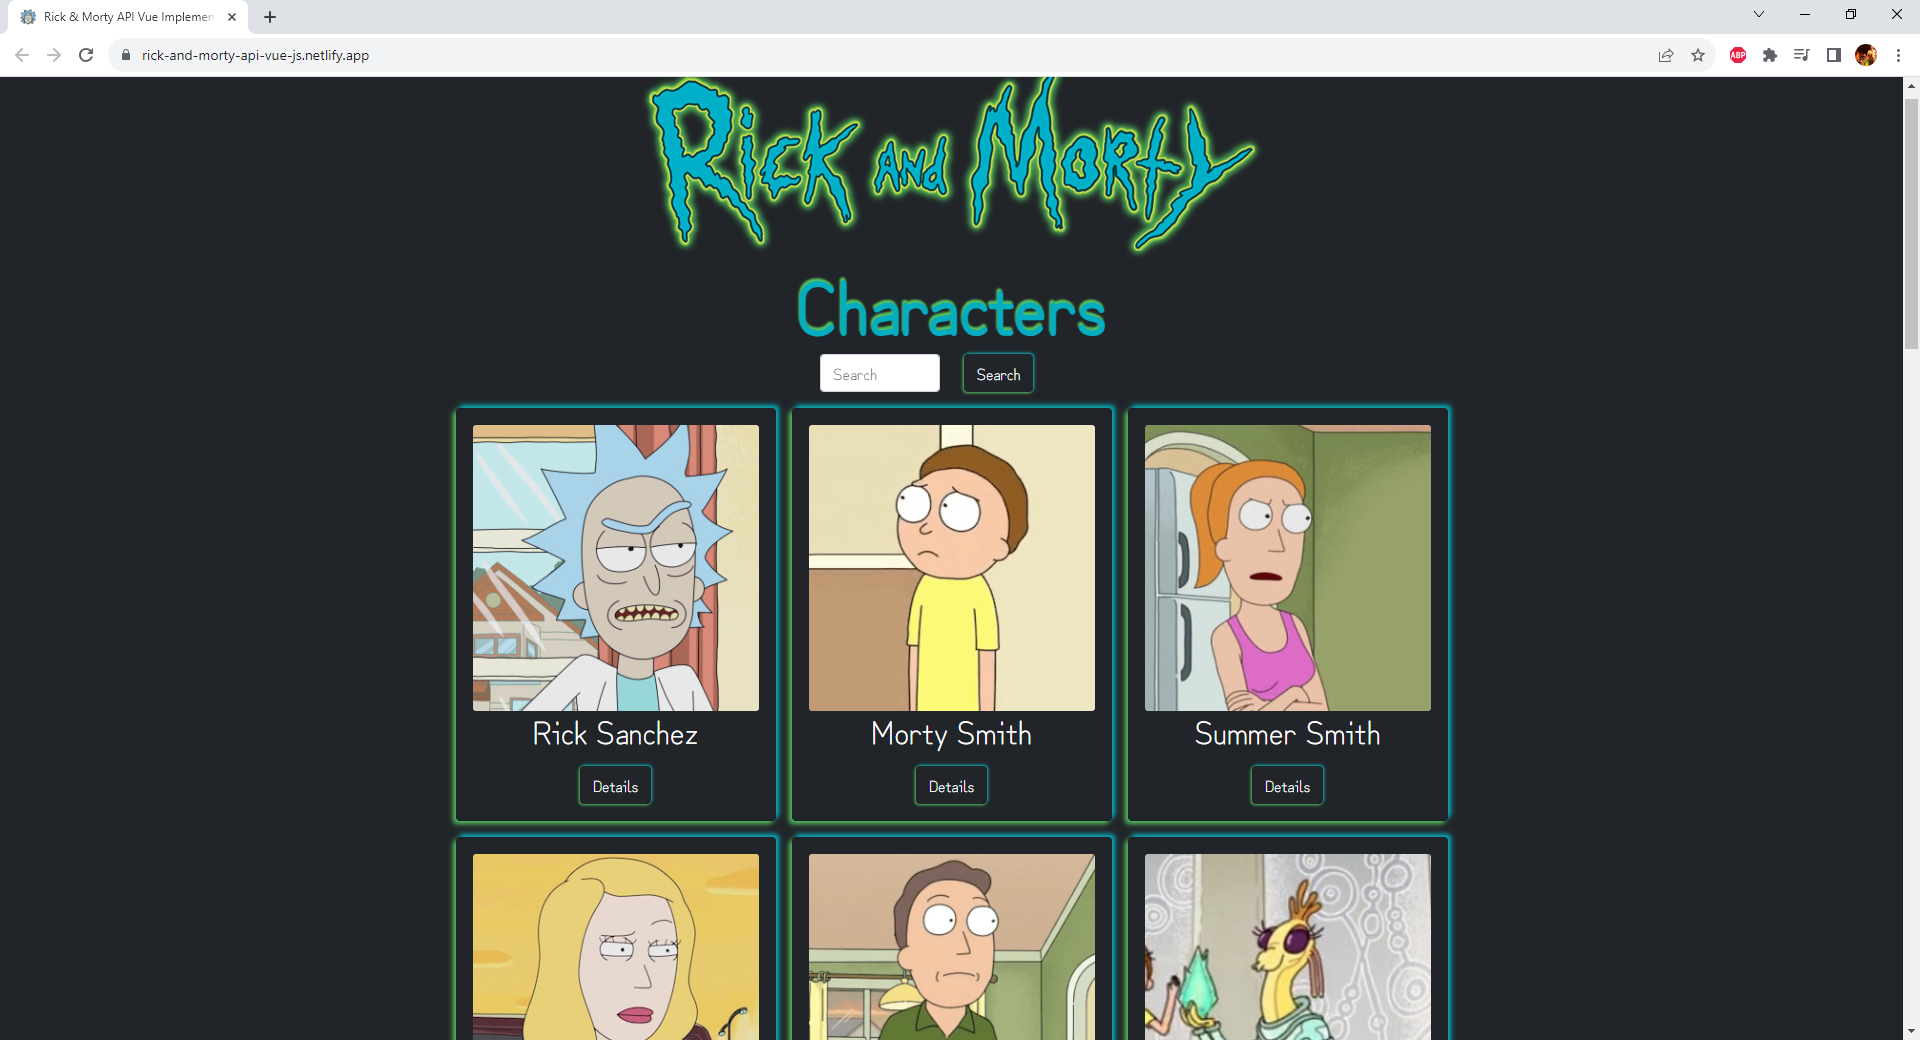 Rick & Morty API Vue Implemen
rick-and-morty-api-vue-js.netlify.app
ABP
Rick and Morty
Characters
Search
Search
Rick Sanchez
Morty Smith
Summer Smith
Details
Details
Details